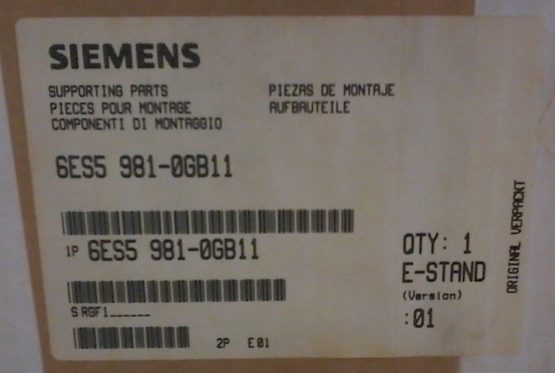 SIEMENS
SUPPORTING PARTS
PIECES POUR MONTAGE
COMPONENTI DI MONTAGGIO
PIEZAS DE MONTAJE
AUFBAUTEILE
6ES5 981-0GB11
1P 6ES5 981-0GB11
S RGF1______
2P E01
QTY: 1
E-STAND
(Version)
:01
ORIGINAL VERPACKT